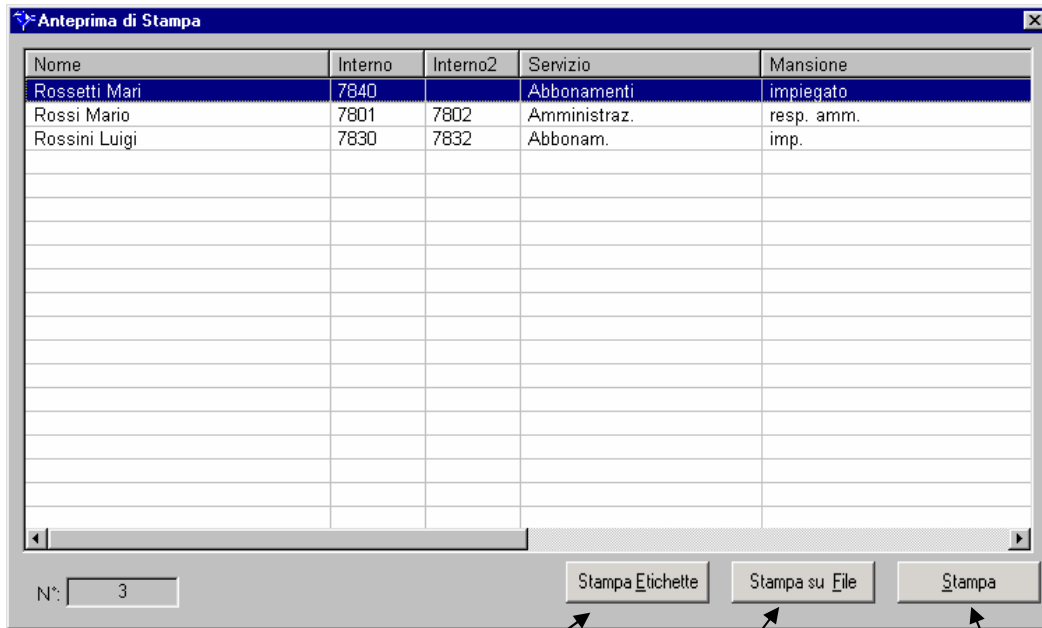 Anteprima di Stampa
Nome Interno Interno2 Servizio Mansione
Rossetti Mari 7840 Abbonamenti impiegato
Rossi Mario 7801 7802 Amministraz. resp. amm.
Rossini Luigi 7830 7832 Abbonam. imp.
N°: 3 Stampa Etichette Stampa su File Stampa